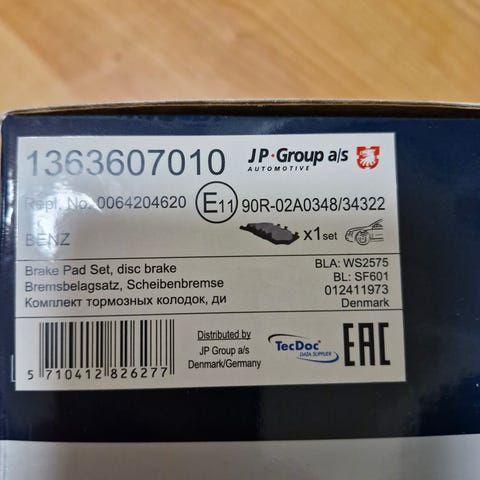 1363607010
JP·Group a/s
AUTOMOTIVE
Repl. No. 0064204620
E11 90R-02A0348/34322
BENZ
x1set
Brake Pad Set, disc brake
Bremsbelagsatz, Scheibenbremse
Комплект тормозных колодок, ди
BLA: WS2575
BL: SF601
012411973
Denmark
5 710412 826277
Distributed by
JP Group a/s
Denmark/Germany
TecDoc
DATA SUPPLIER
EAC